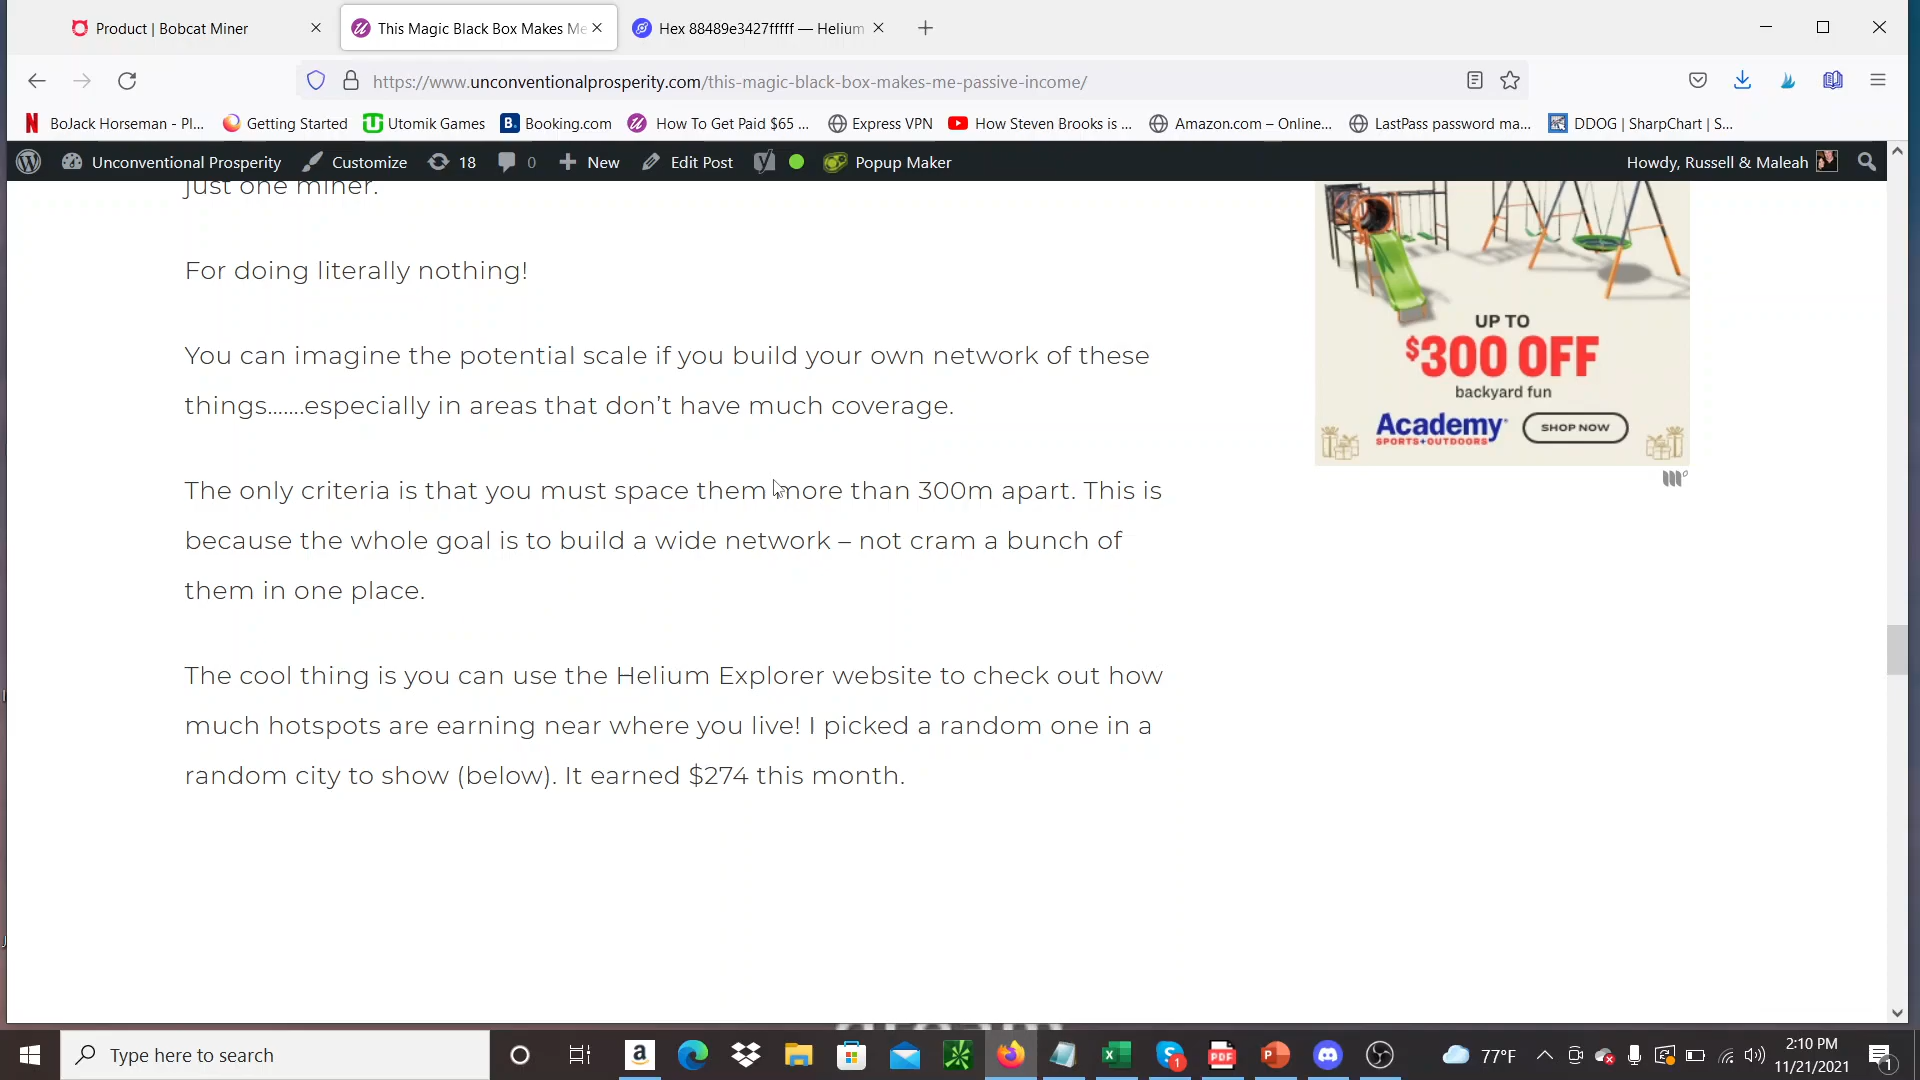 Product | Bobcat Miner
This Magic Black Box Makes Me
Hex 88489e3427fffff — Helium
https://www.unconventionalprosperity.com/this-magic-black-box-makes-me-passive-income/
BoJack Horseman - Pl...
Getting Started
Utomik Games
B.
Booking.com
How To Get Paid $65 ...
Express VPN
How Steven Brooks is ...
Amazon.com – Online...
LastPass password ma...
DDOG | SharpChart | S...
Unconventional Prosperity
Customize
18
0
New
Edit Post
Popup Maker
Howdy, Russell & Maleah
just one miner.
For doing literally nothing!
You can imagine the potential scale if you build your own network of these
things…….especially in areas that don’t have much coverage.
The only criteria is that you must space them more than 300m apart. This is
because the whole goal is to build a wide network – not cram a bunch of
them in one place.
The cool thing is you can use the Helium Explorer website to check out how
much hotspots are earning near where you live! I picked a random one in a
random city to show (below). It earned $274 this month.
UP TO
$300 OFF
backyard fun
Academy
SPORTS+OUTDOORS
SHOP NOW
Type here to search
77°F
2:10 PM
11/21/2021
1